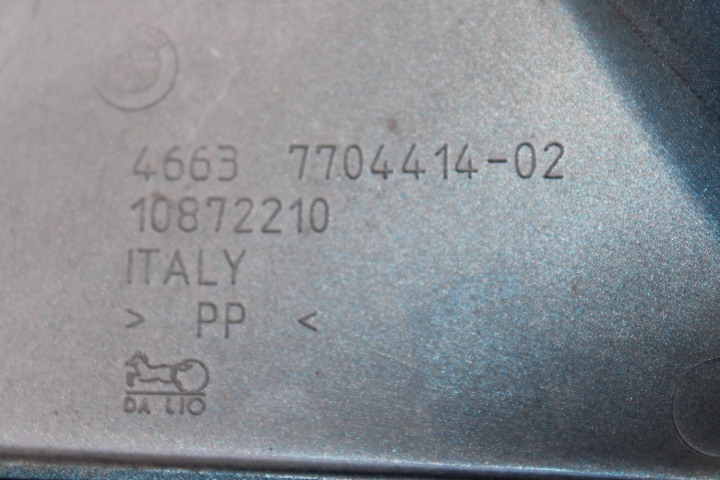 4663 7704414-02
10872210
ITALY
> PP <
DA LIO